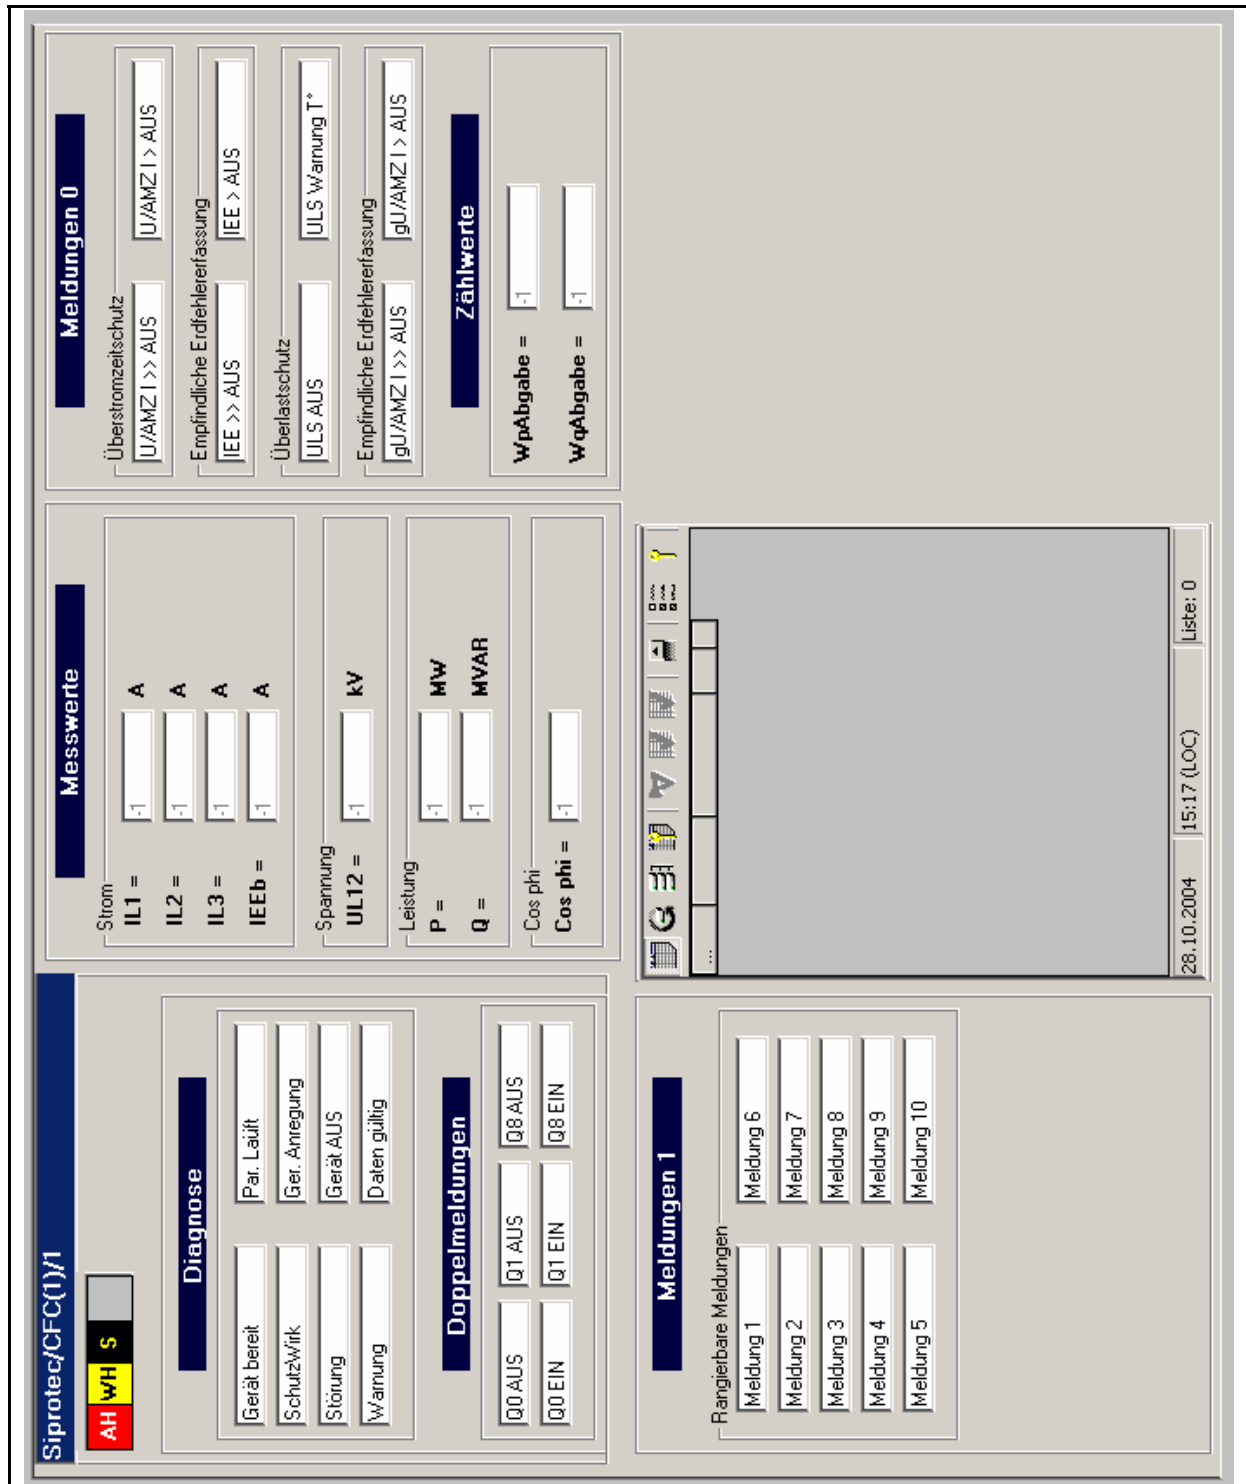 Siprotec/CFC(1)/1
AH WH S
Diagnose
Gerät bereit Par. Läuft
SchutzWirk Ger. Anregung
Störung Gerät AUS
Warnung Daten gültig
Doppelmeldungen
Q0 AUS Q1 AUS Q8 AUS
Q0 EIN Q1 EIN Q8 EIN
Messwerte
Strom
IL1 = -1 A
IL2 = -1 A
IL3 = -1 A
IEEb = -1 A
Spannung
UL12 = -1 kV
Leistung
P = -1 MW
Q = -1 MVAR
Cos phi
Cos phi = -1
Meldungen 0
Überstromzeitschutz
U/AMZ I >> AUS U/AMZ I > AUS
Empfindliche Erdfehlererfassung
IEE >> AUS IEE > AUS
Überlastschutz
ULS AUS ULS Warnung T°
Empfindliche Erdfehlererfassung
gU/AMZ I >> AUS gU/AMZ I > AUS
Zählwerte
WpAbgabe = -1
WqAbgabe = -1
Meldungen 1
Rangierbare Meldungen
Meldung 1 Meldung 6
Meldung 2 Meldung 7
Meldung 3 Meldung 8
Meldung 4 Meldung 9
Meldung 5 Meldung 10
...
28.10.2004 15:17 (LOC) Liste: 0